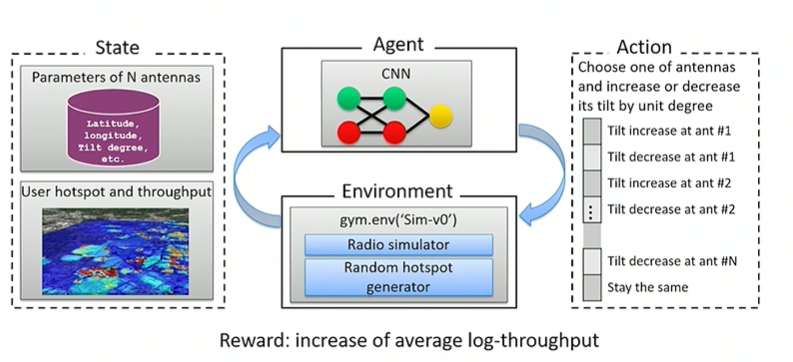 State
Parameters of N antennas
Latitude,
longitude,
Tilt degree,
etc.
User hotspot and throughput
Agent
CNN
Environment
gym.env(‘Sim-v0’)
Radio simulator
Random hotspot
generator
Action
Choose one of antennas
and increase or decrease
its tilt by unit degree
Tilt increase at ant #1
Tilt decrease at ant #1
Tilt increase at ant #2
Tilt decrease at ant #2
⋮
Tilt decrease at ant #N
Stay the same
Reward: increase of average log-throughput